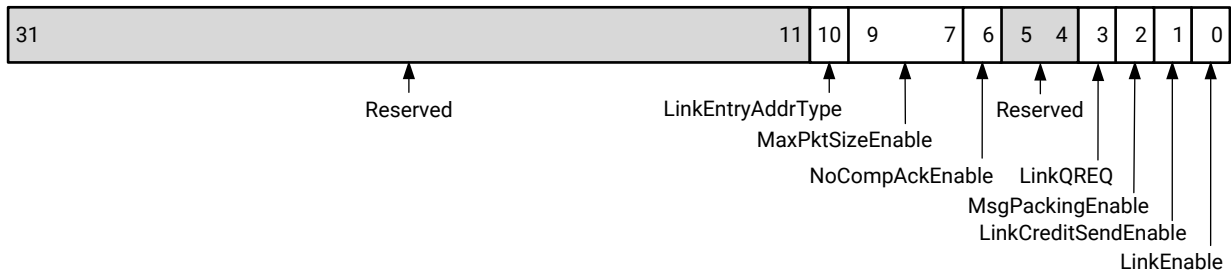 31 11 10 9 7 6 5 4 3 2 1 0
Reserved LinkEntryAddrType Reserved
MaxPktSizeEnable
NoCompAckEnable LinkQREQ
MsgPackingEnable
LinkCreditSendEnable
LinkEnable